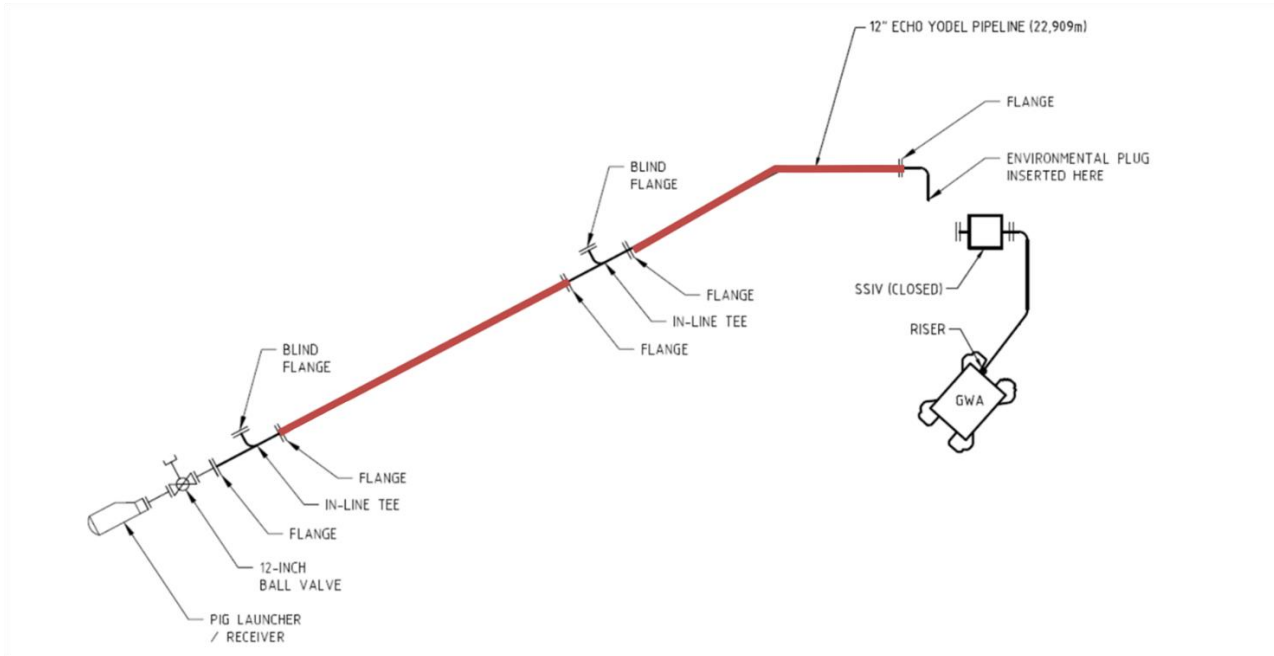 12" ECHO YODEL PIPELINE (22,909m)
FLANGE
ENVIRONMENTAL PLUG
INSERTED HERE
BLIND
FLANGE
SSIV (CLOSED)
FLANGE
IN-LINE TEE
FLANGE
RISER
GWA
BLIND
FLANGE
FLANGE
IN-LINE TEE
FLANGE
12-INCH
BALL VALVE
PIG LAUNCHER
/ RECEIVER